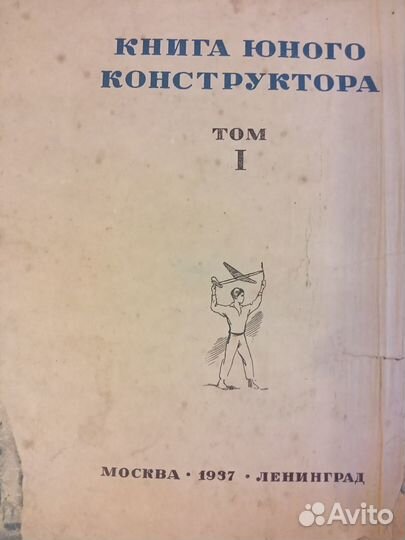 КНИГА ЮНОГО
КОНСТРУКТОРА
ТОМ
I
МОСКВА · 1937 · ЛЕНИНГРАД
Avito